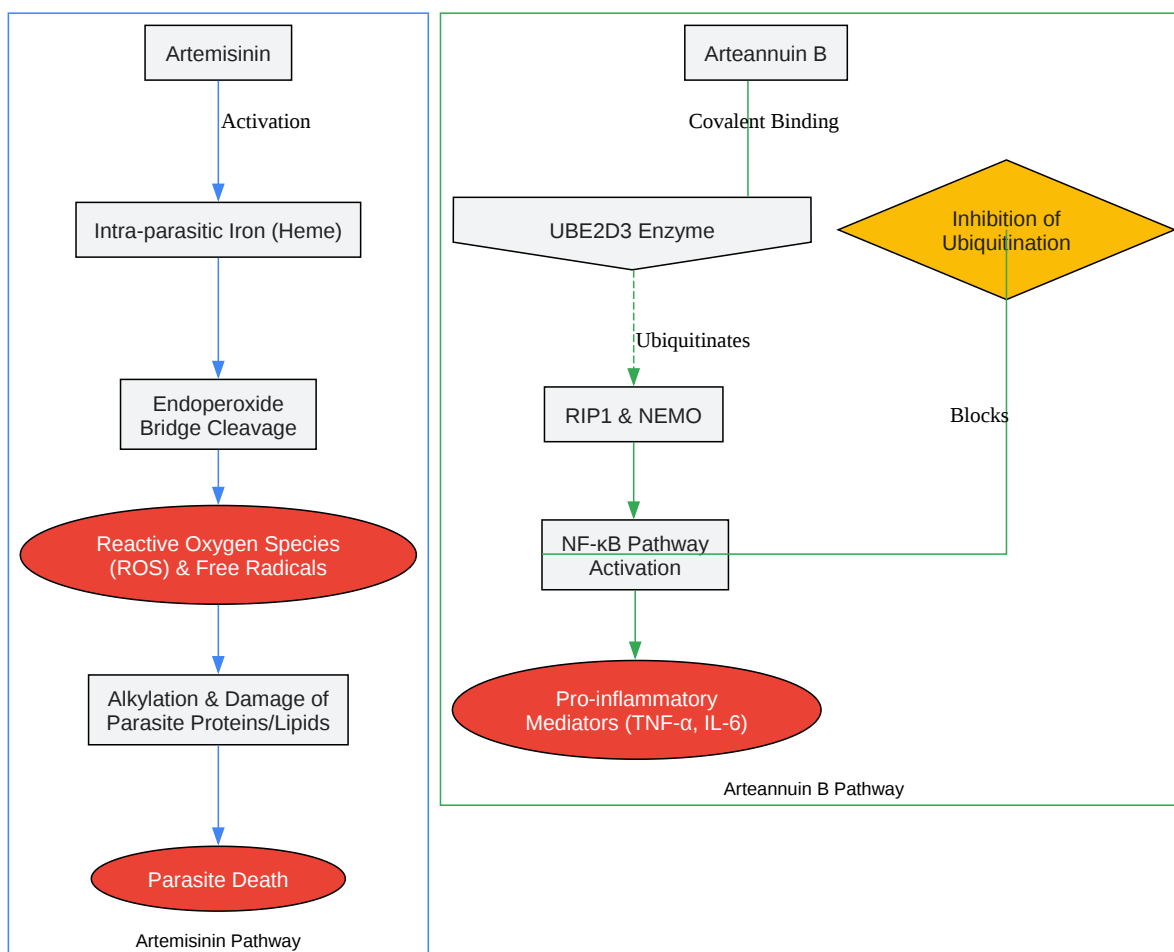 Artemisinin
Activation
Intra-parasitic Iron (Heme)
Endoperoxide
Bridge Cleavage
Reactive Oxygen Species
(ROS) & Free Radicals
Alkylation & Damage of
Parasite Proteins/Lipids
Parasite Death
Artemisinin Pathway
Arteannuin B
Covalent Binding
UBE2D3 Enzyme
Inhibition of
Ubiquitination
Ubiquitinates
RIP1 & NEMO
Blocks
NF-κB Pathway
Activation
Pro-inflammatory
Mediators (TNF-α, IL-6)
Arteannuin B Pathway